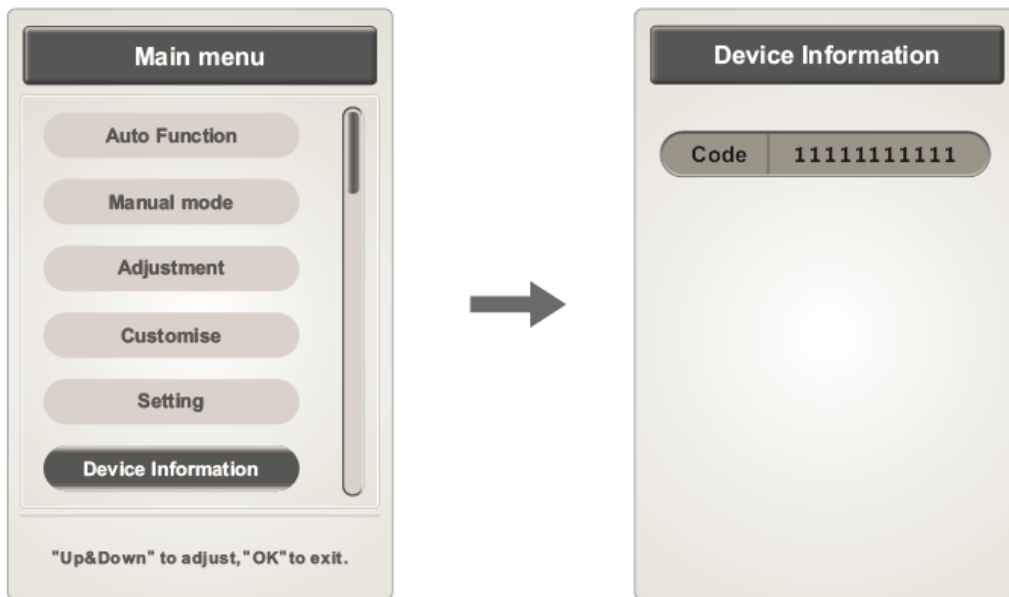 Main menu
Auto Function
Manual mode
Adjustment
Customise
Setting
Device Information
"Up&Down" to adjust,"OK"to exit.
Device Information
Code 11111111111